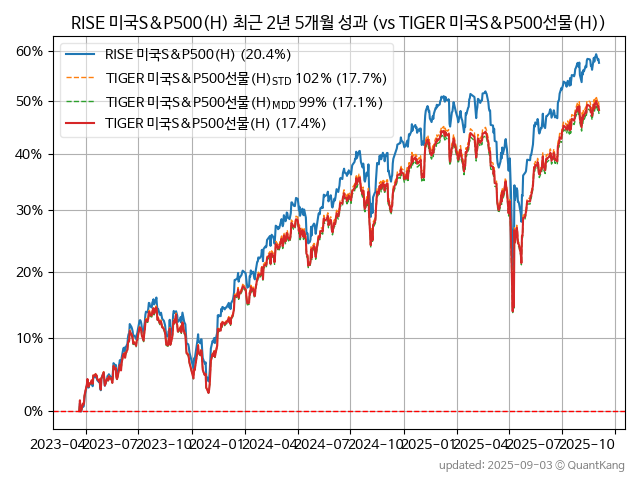 RISE 미국S&P500(H) 최근 2년 5개월 성과 (vs TIGER 미국S&P500선물(H))
RISE 미국S&P500(H) (20.4%)
TIGER 미국S&P500선물(H)STD 102% (17.7%)
TIGER 미국S&P500선물(H)MDD 99% (17.1%)
TIGER 미국S&P500선물(H) (17.4%)
60%
50%
40%
30%
20%
10%
0%
2023-04 2023-07 2023-10 2024-01 2024-04 2024-07 2024-10 2025-01 2025-04 2025-07 2025-10
updated: 2025-09-03 © QuantKang